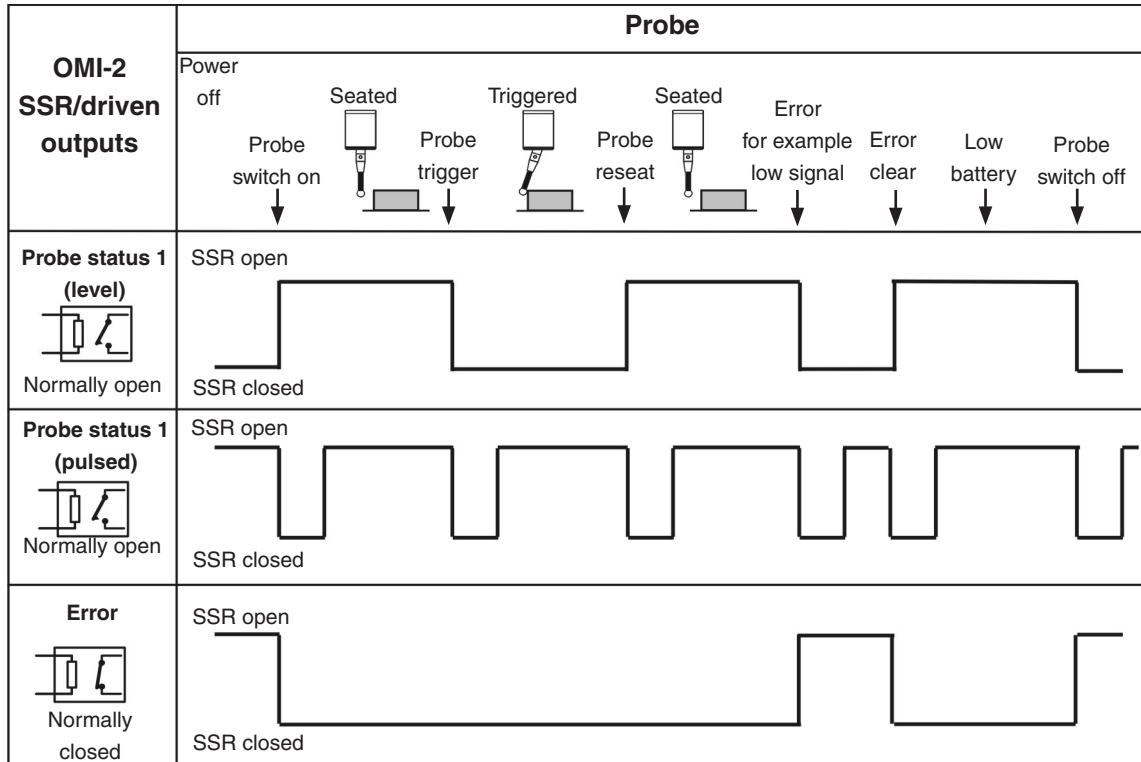 OMI-2
SSR/driven
outputs
Probe
Power
off
Probe
switch on
Seated
Probe
trigger
Triggered
Probe
reseat
Seated
Error
for example
low signal
Error
clear
Low
battery
Probe
switch off
Probe status 1
(level)
Normally open
SSR open
SSR closed
Probe status 1
(pulsed)
Normally open
SSR open
SSR closed
Error
Normally
closed
SSR open
SSR closed